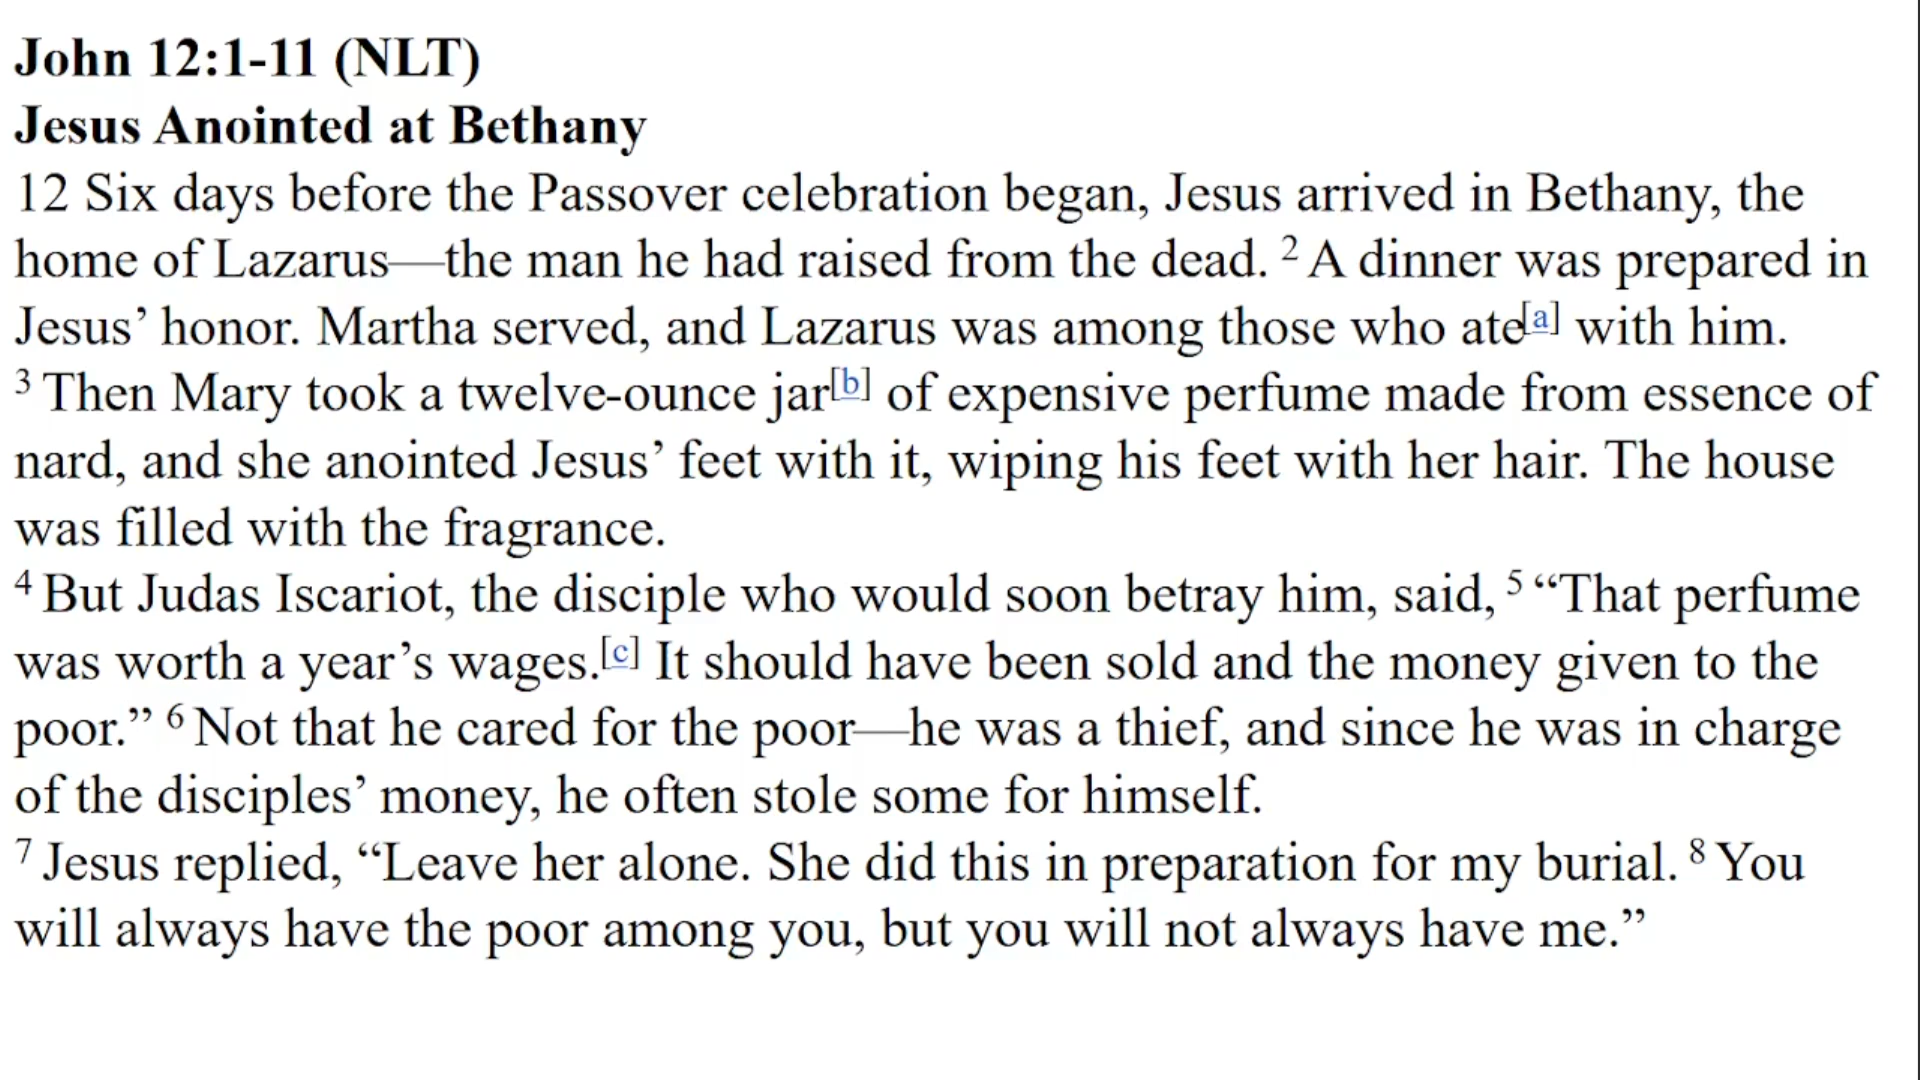 John 12:1-11 (NLT)
Jesus Anointed at Bethany
12 Six days before the Passover celebration began, Jesus arrived in Bethany, the
home of Lazarus—the man he had raised from the dead. 2 A dinner was prepared in
Jesus’ honor. Martha served, and Lazarus was among those who ate[a] with him.
3 Then Mary took a twelve-ounce jar[b] of expensive perfume made from essence of
nard, and she anointed Jesus’ feet with it, wiping his feet with her hair. The house
was filled with the fragrance.
4 But Judas Iscariot, the disciple who would soon betray him, said, 5 “That perfume
was worth a year’s wages.[c] It should have been sold and the money given to the
poor.” 6 Not that he cared for the poor—he was a thief, and since he was in charge
of the disciples’ money, he often stole some for himself.
7 Jesus replied, “Leave her alone. She did this in preparation for my burial. 8 You
will always have the poor among you, but you will not always have me.”